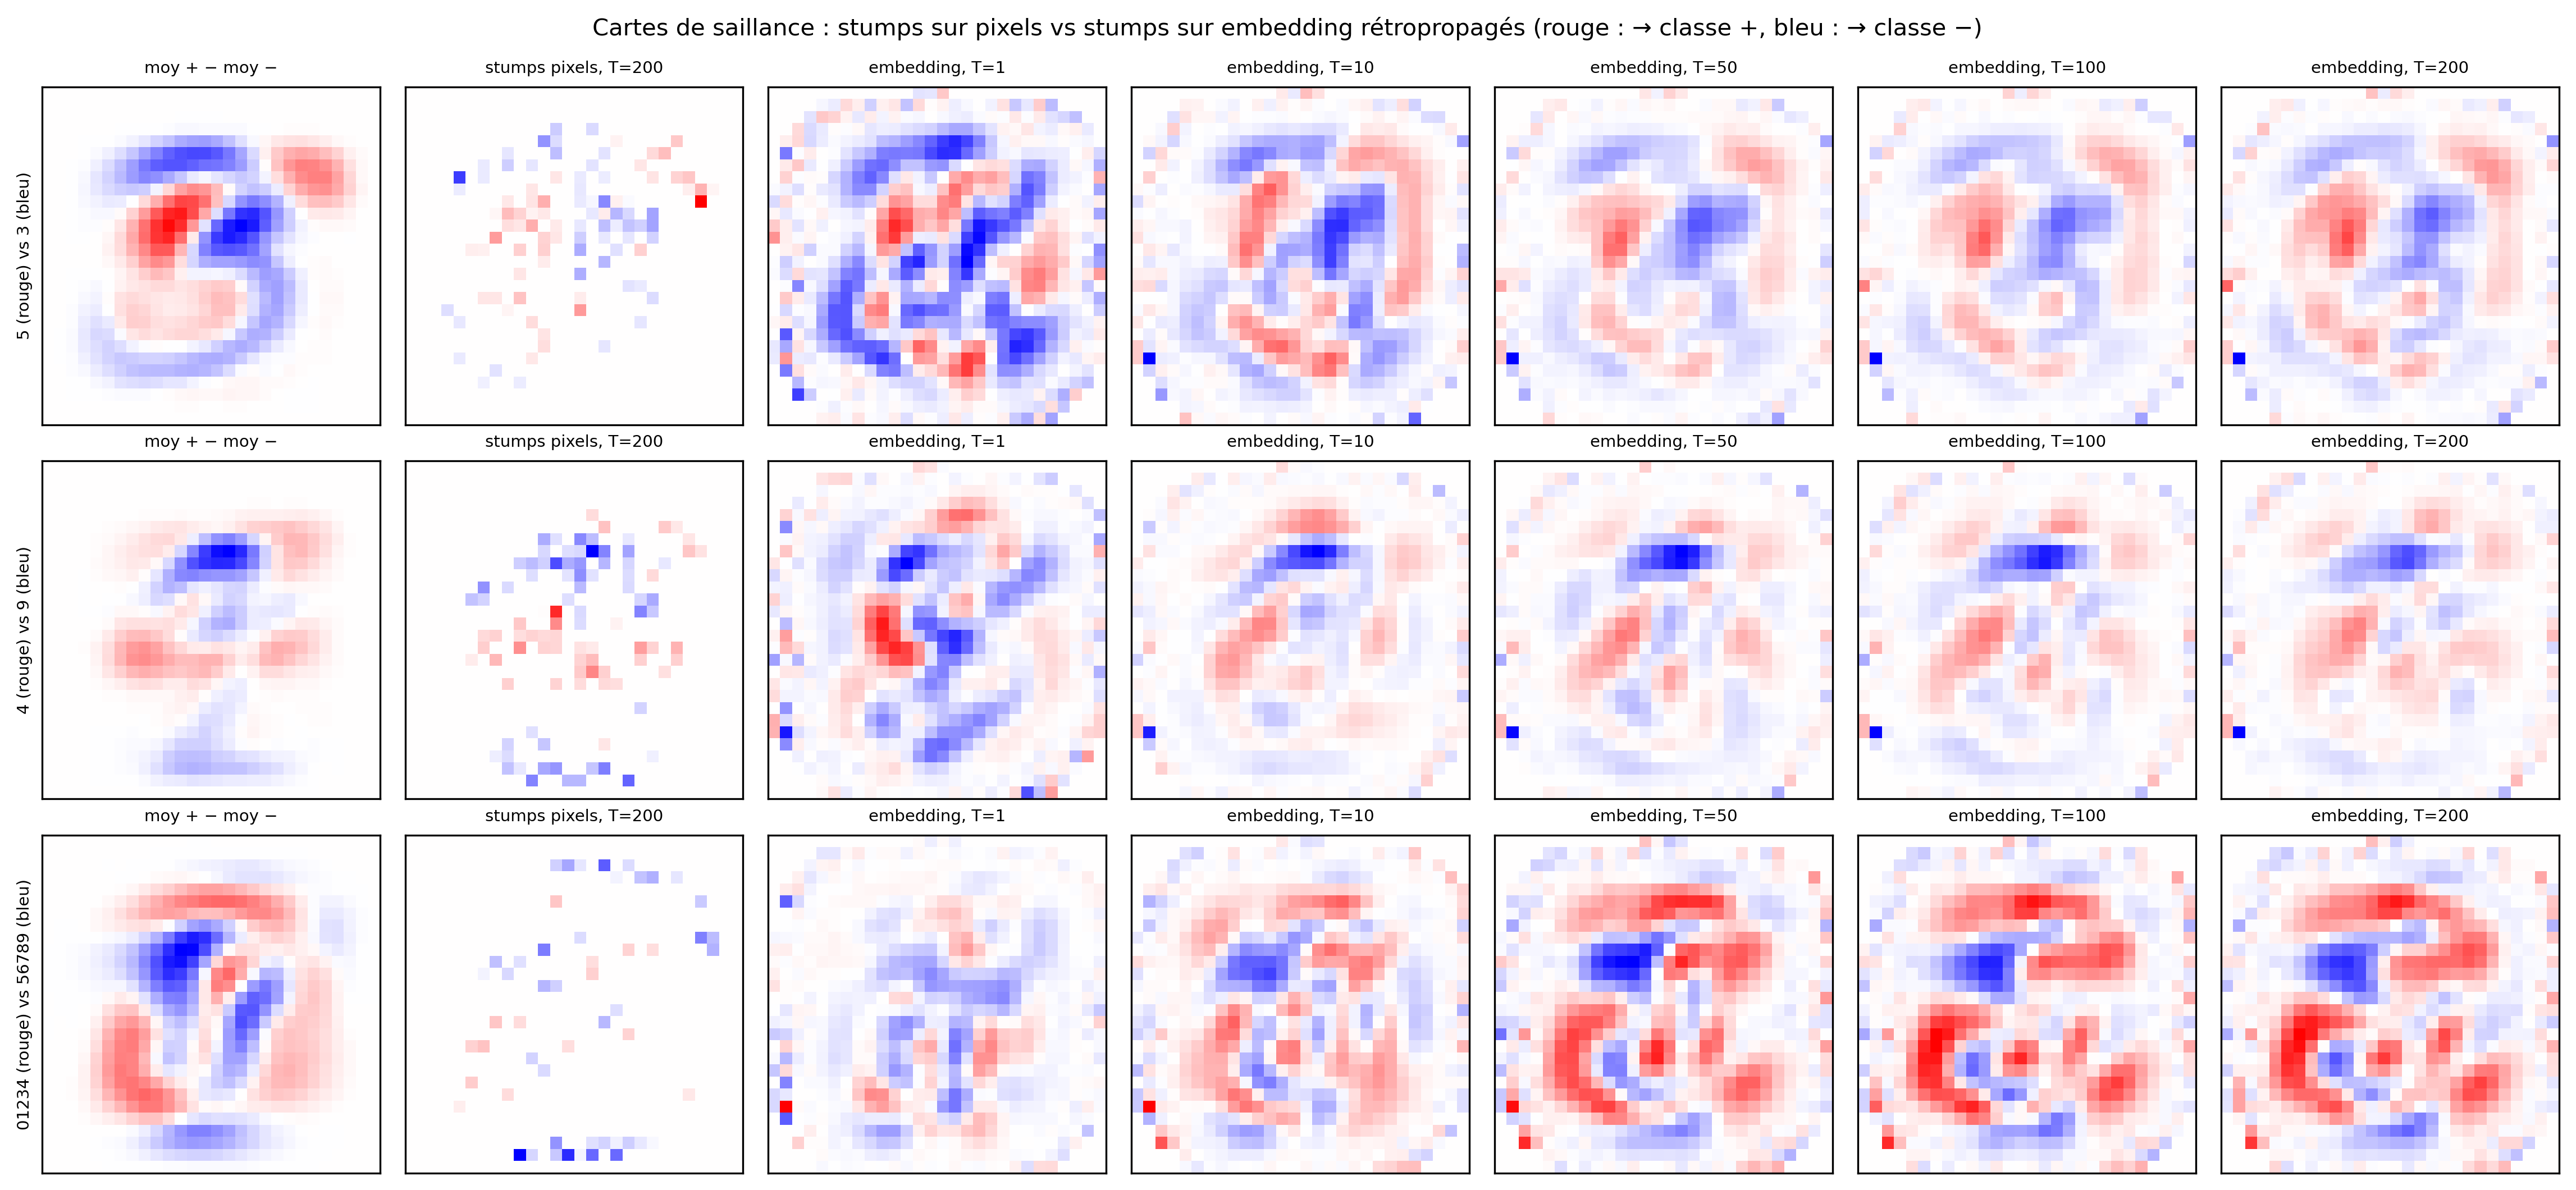 Cartes de saillance : stumps sur pixels vs stumps sur embedding rétropropagés (rouge : → classe +, bleu : → classe −)
moy + − moy −
stumps pixels, T=200
embedding, T=1
embedding, T=10
embedding, T=50
embedding, T=100
embedding, T=200
5 (rouge) vs 3 (bleu)
moy + − moy −
stumps pixels, T=200
embedding, T=1
embedding, T=10
embedding, T=50
embedding, T=100
embedding, T=200
4 (rouge) vs 9 (bleu)
moy + − moy −
stumps pixels, T=200
embedding, T=1
embedding, T=10
embedding, T=50
embedding, T=100
embedding, T=200
01234 (rouge) vs 56789 (bleu)